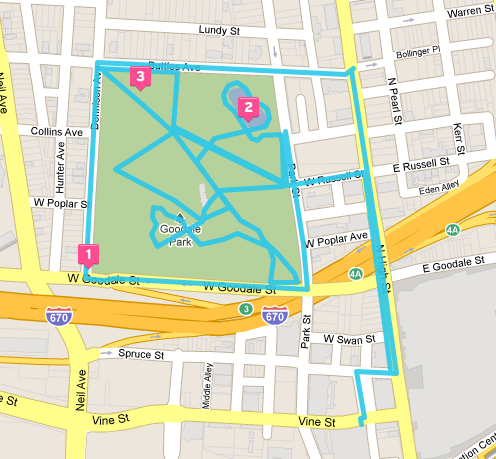 Warren St
Lundy St
Bollinger Pl
Buttles Ave
3
Neil Ave
Dennison Ave
2
N Pearl St
Collins Ave
Kerr St
Hunter Ave
E Russell St
W Russell St
Park St
Eden Alley
W Poplar S
Goodale
Park
W Poplar Ave
4A
1
N High St
E Goodale St
W Goodale St
W Goodale St
4A
3
670
670
Park St
W Swan St
Spruce St
Middle Alley
Neil Ave
e St
Vine St
Vine St
ntion Cente